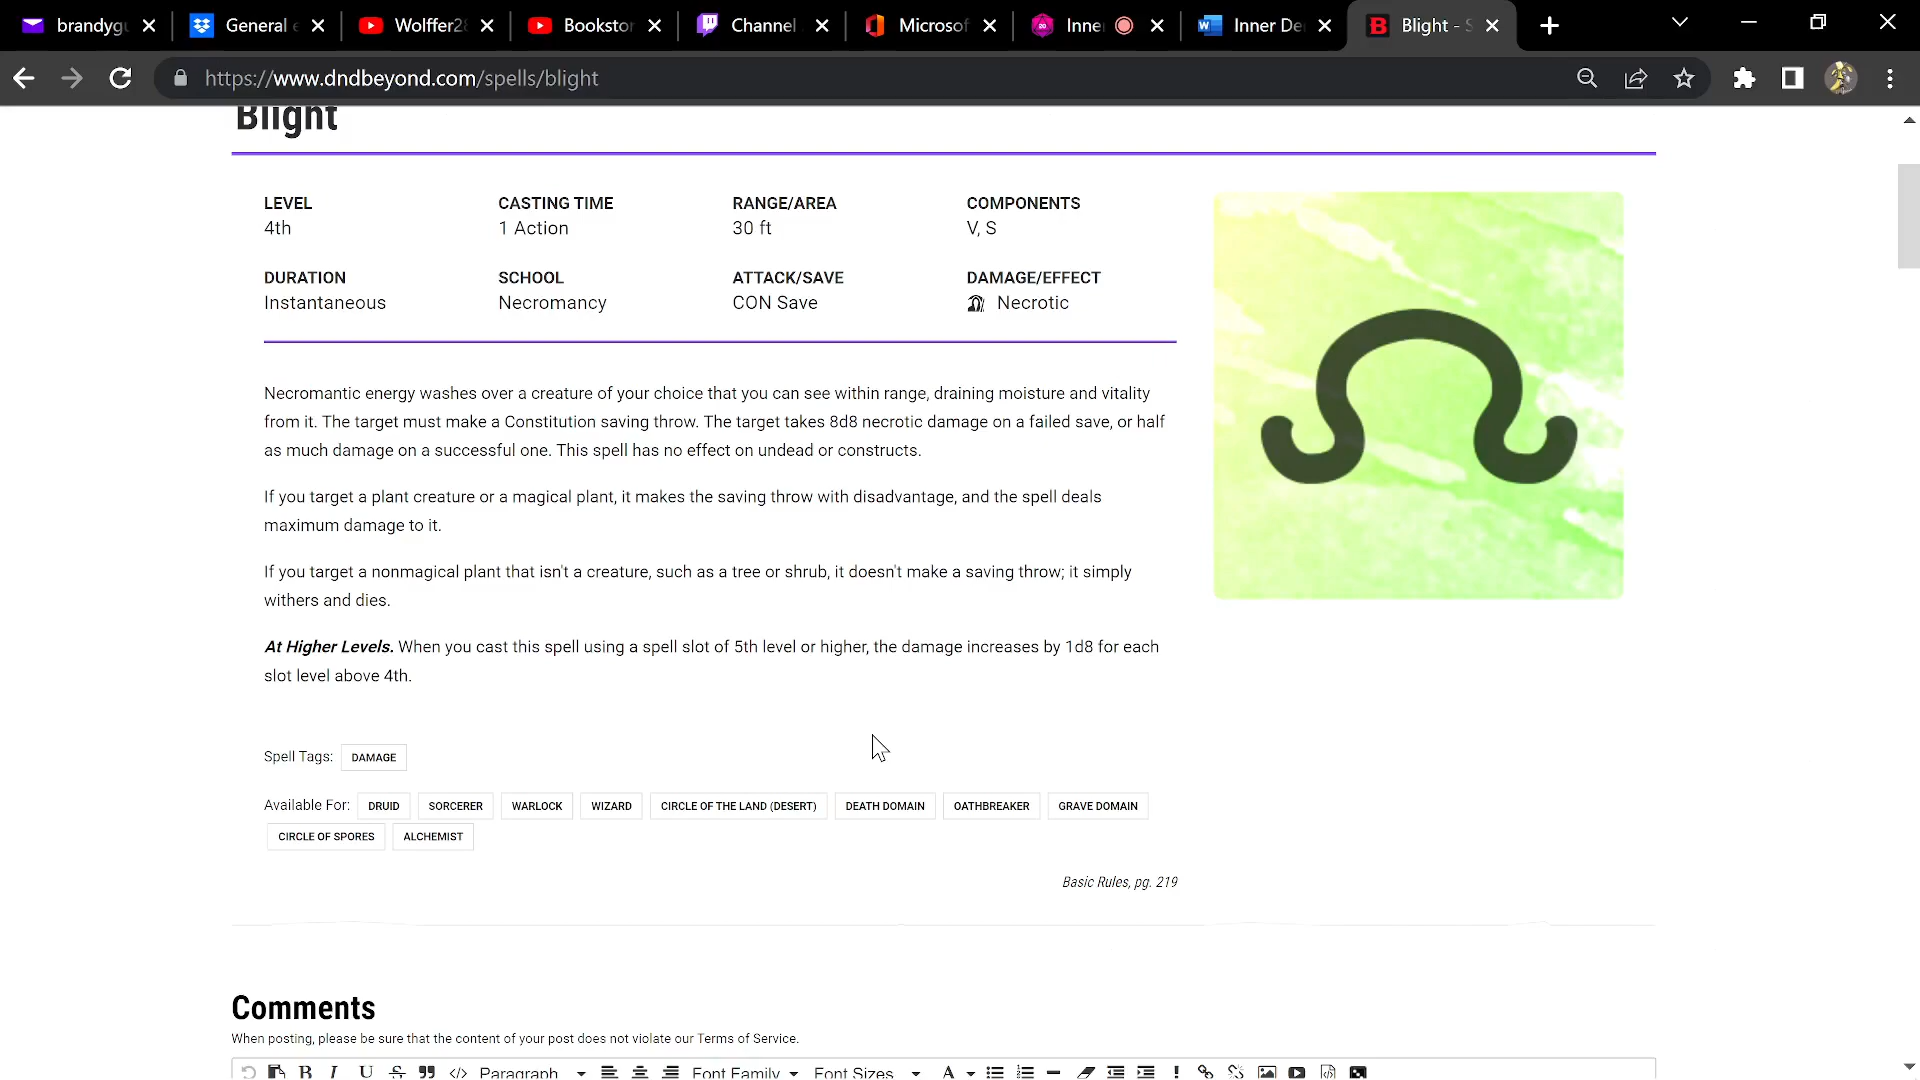 brandygu
General e
Wolffer28
Bookstor
Channel
Microsof
Inner
Inner De
Blight - S
https://www.dndbeyond.com/spells/blight
Blight
LEVEL CASTING TIME RANGE/AREA COMPONENTS
4th 1 Action 30 ft V, S
DURATION SCHOOL ATTACK/SAVE DAMAGE/EFFECT
Instantaneous Necromancy CON Save Necrotic
Necromantic energy washes over a creature of your choice that you can see within range, draining moisture and vitality
from it. The target must make a Constitution saving throw. The target takes 8d8 necrotic damage on a failed save, or half
as much damage on a successful one. This spell has no effect on undead or constructs.
If you target a plant creature or a magical plant, it makes the saving throw with disadvantage, and the spell deals
maximum damage to it.
If you target a nonmagical plant that isn't a creature, such as a tree or shrub, it doesn't make a saving throw; it simply
withers and dies.
At Higher Levels. When you cast this spell using a spell slot of 5th level or higher, the damage increases by 1d8 for each
slot level above 4th.
Spell Tags: DAMAGE
Available For: DRUID SORCERER WARLOCK WIZARD CIRCLE OF THE LAND (DESERT) DEATH DOMAIN OATHBREAKER GRAVE DOMAIN
CIRCLE OF SPORES ALCHEMIST
Basic Rules, pg. 219
Comments
When posting, please be sure that the content of your post does not violate our Terms of Service.
B I U S Paragraph Font Family Font Sizes A